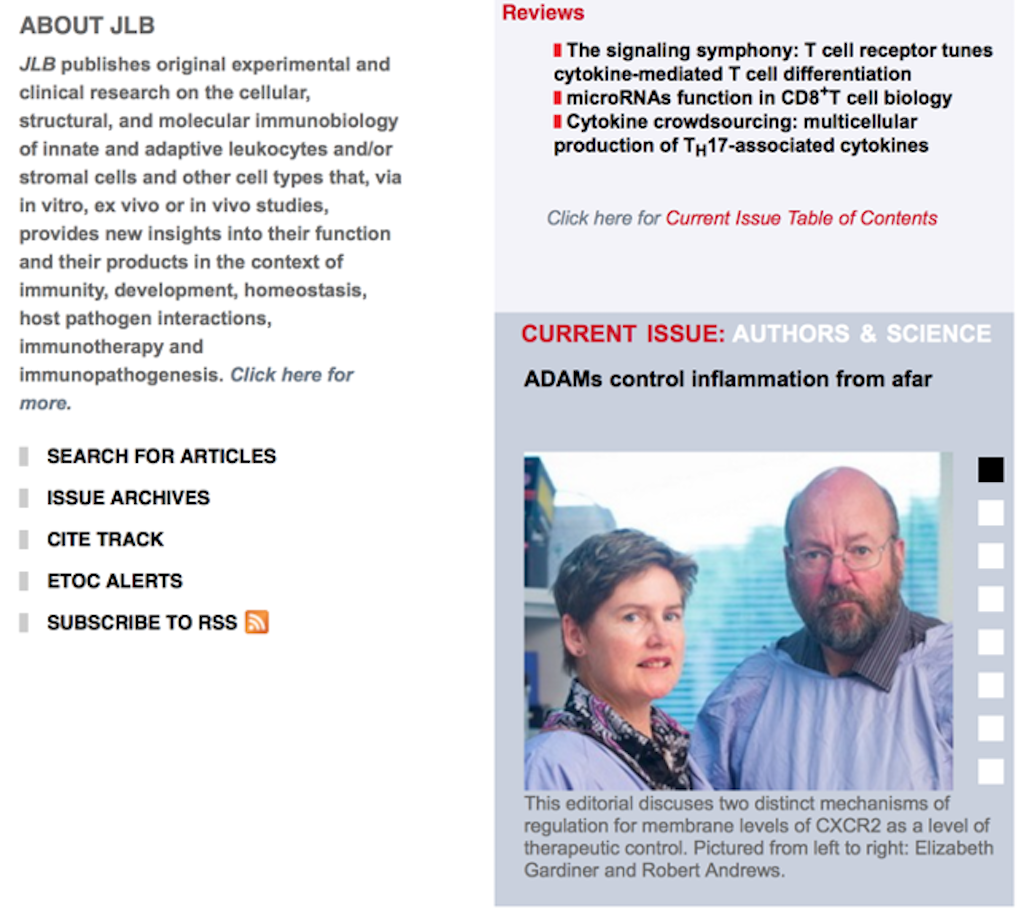 ABOUT JLB
JLB publishes original experimental and
clinical research on the cellular,
structural, and molecular immunobiology
of innate and adaptive leukocytes and/or
stromal cells and other cell types that, via
in vitro, ex vivo or in vivo studies,
provides new insights into their function
and their products in the context of
immunity, development, homeostasis,
host pathogen interactions,
immunotherapy and
immunopathogenesis. Click here for
more.
SEARCH FOR ARTICLES
ISSUE ARCHIVES
CITE TRACK
ETOC ALERTS
SUBSCRIBE TO RSS
Reviews
The signaling symphony: T cell receptor tunes
cytokine-mediated T cell differentiation
microRNAs function in CD8⁺T cell biology
Cytokine crowdsourcing: multicellular
production of TH17-associated cytokines
Click here for Current Issue Table of Contents
CURRENT ISSUE: AUTHORS & SCIENCE
ADAMs control inflammation from afar
This editorial discuses two distinct mechanisms of
regulation for membrane levels of CXCR2 as a level of
therapeutic control. Pictured from left to right: Elizabeth
Gardiner and Robert Andrews.